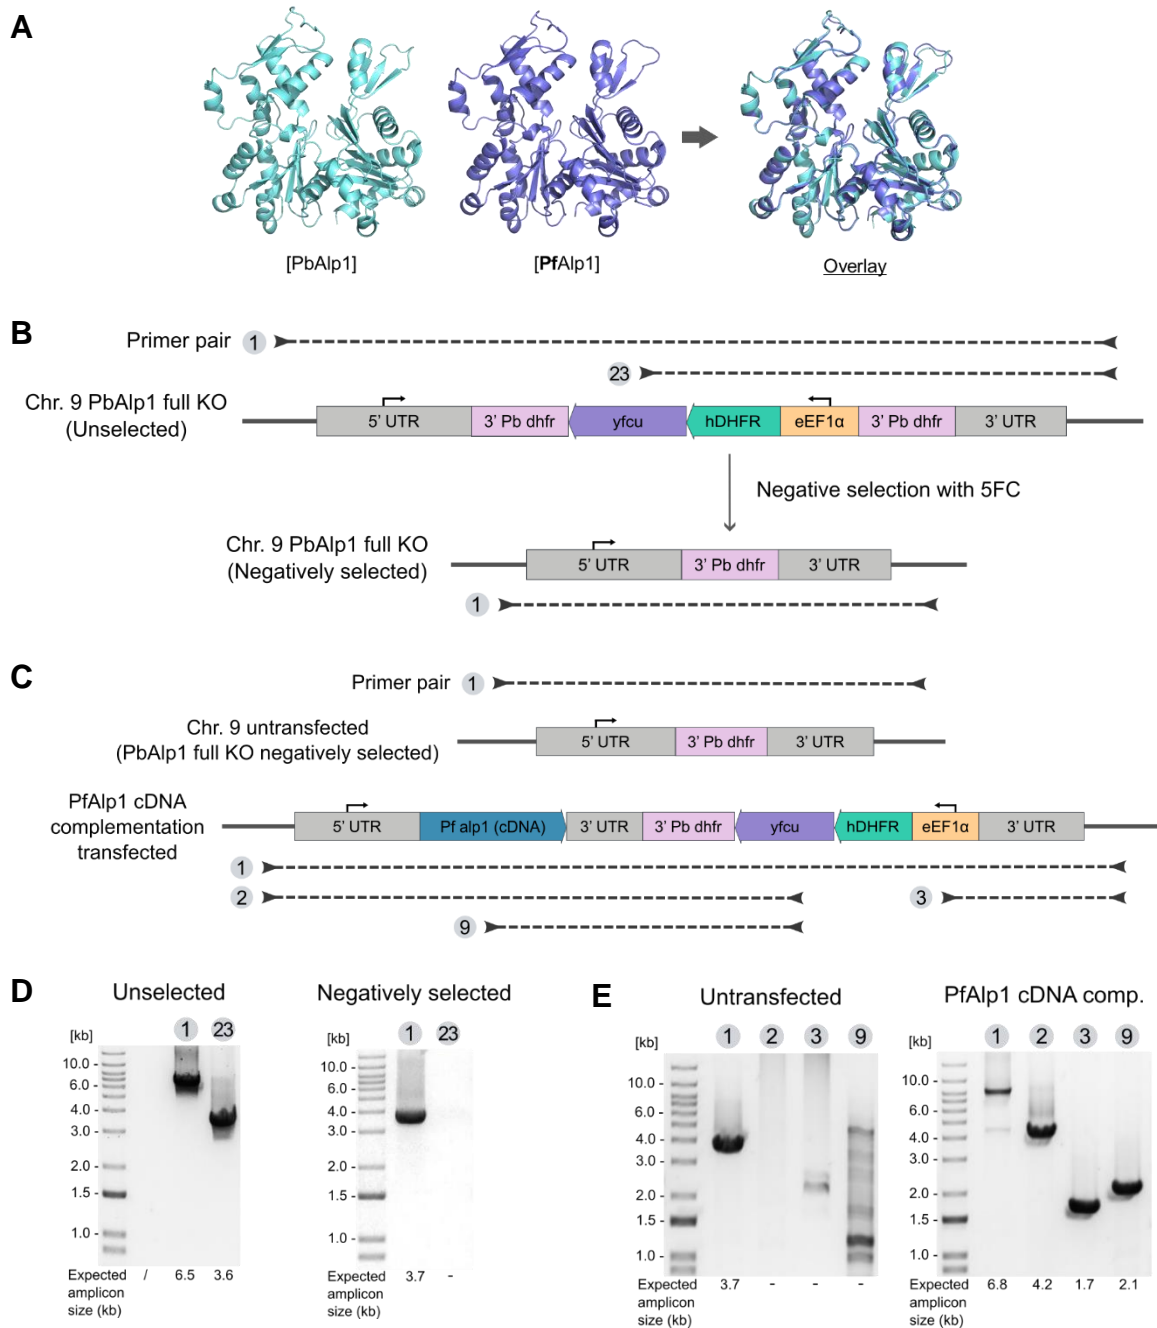 A
[PbAlp1]
[PfAlp1]
Overlay
B
Primer pair
1
23
Chr. 9 PbAlp1 full KO
(Unselected)
5' UTR
3' Pb dhfr
yfcu
hDHFR
eEF1α
3' Pb dhfr
3' UTR
Negative selection with 5FC
Chr. 9 PbAlp1 full KO
(Negatively selected)
5' UTR
3' Pb dhfr
3' UTR
1
C
Primer pair
1
Chr. 9 untransfected
(PbAlp1 full KO negatively selected)
5' UTR
3' Pb dhfr
3' UTR
PfAlp1 cDNA
complementation
transfected
5' UTR
Pf alp1 (cDNA)
3' UTR
3' Pb dhfr
yfcu
hDHFR
eEF1α
3' UTR
1
2
3
9
D
Unselected
[kb]
1
23
10.0 -
6.0 -
4.0 -
3.0 -
2.0 -
1.5 -
1.0 -
Expected
amplicon
size (kb)
/
6.5
3.6
Negatively selected
[kb]
1
23
10.0 -
6.0 -
4.0 -
3.0 -
2.0 -
1.5 -
1.0 -
Expected
amplicon
size (kb)
3.7
-
E
Untransfected
[kb]
1
2
3
9
10.0 -
6.0 -
4.0 -
3.0 -
2.0 -
1.5 -
1.0 -
Expected
amplicon
size (kb)
3.7
-
-
-
PfAlp1 cDNA comp.
[kb]
1
2
3
9
10.0 -
6.0 -
4.0 -
3.0 -
2.0 -
1.5 -
1.0 -
Expected
amplicon
size (kb)
6.8
4.2
1.7
2.1